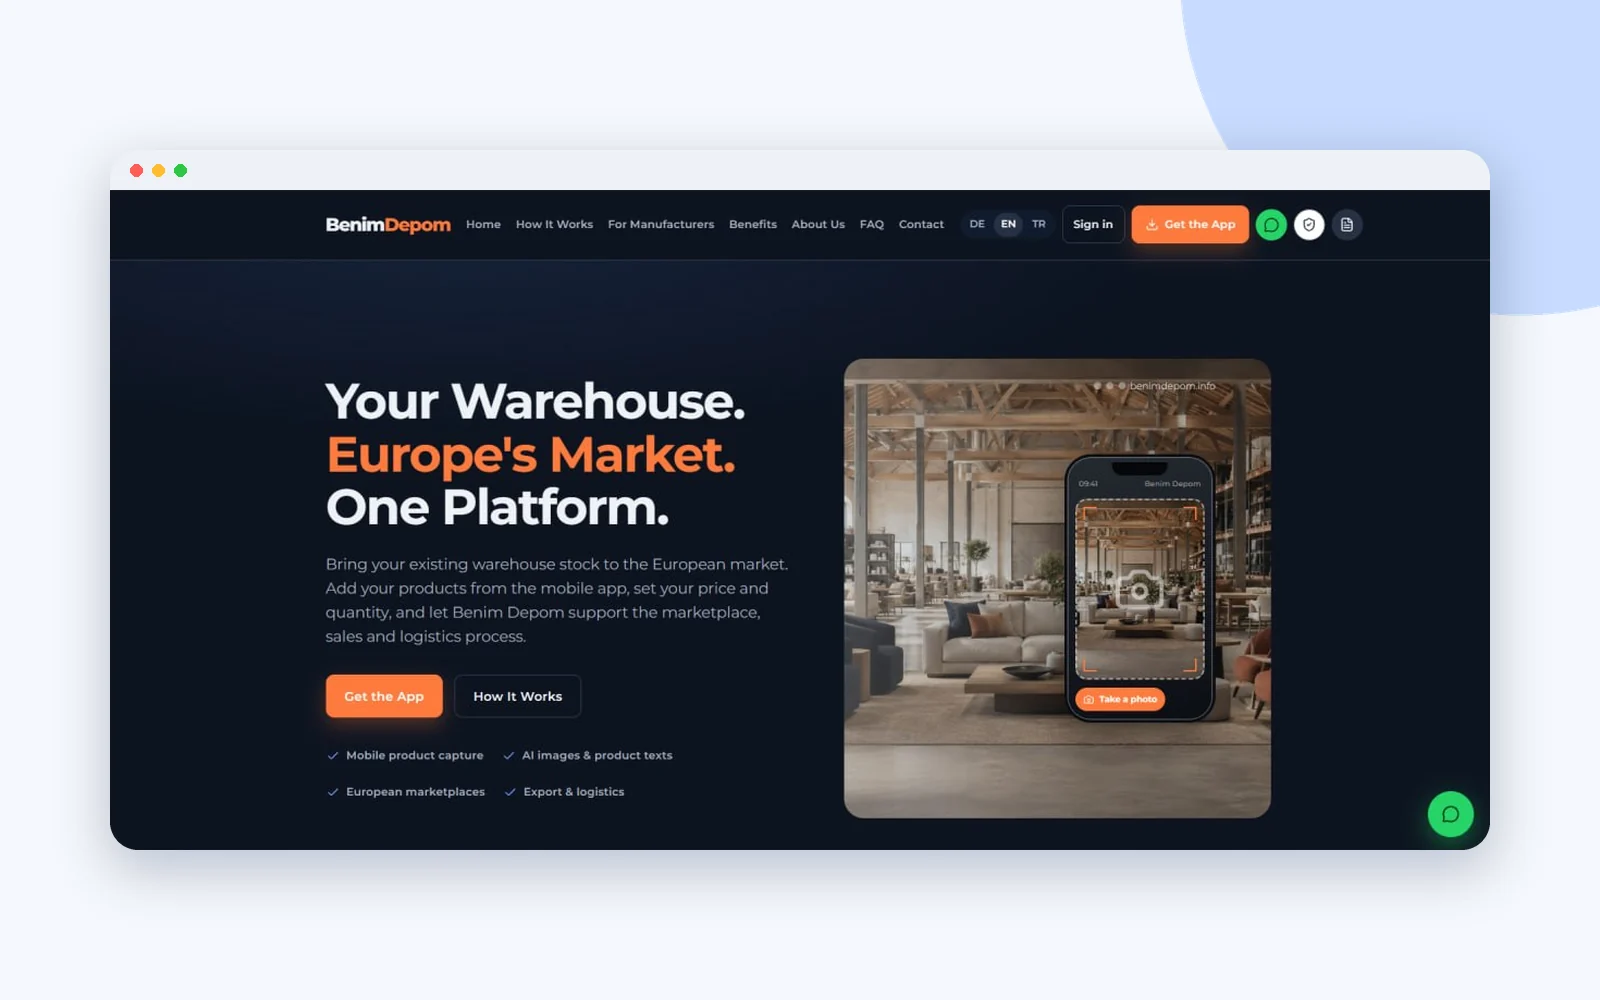 BenimDepom Home How It Works For Manufacturers Benefits About Us FAQ Contact DE EN TR Sign in Get the App
Your Warehouse.
Europe's Market.
One Platform.
Bring your existing warehouse stock to the European market.
Add your products from the mobile app, set your price and
quantity, and let Benim Depom support the marketplace,
sales and logistics process.
Get the App How It Works
Mobile product capture AI images & product texts
European marketplaces Export & logistics
benimdepom.info
09:41 Benim Depom
Take a photo